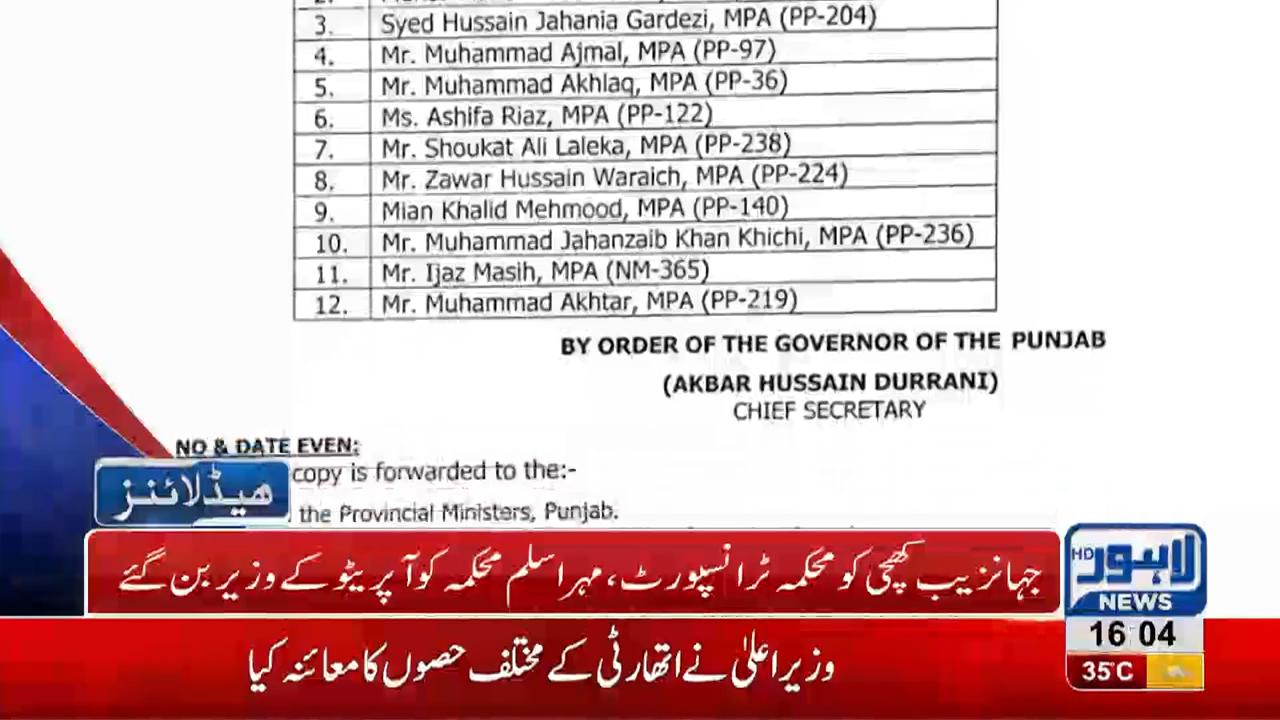 3. Syed Hussain Jahania Gardezi, MPA (PP-204)
4. Mr. Muhammad Ajmal, MPA (PP-97)
5. Mr. Muhammad Akhlaq, MPA (PP-36)
6. Ms. Ashifa Riaz, MPA (PP-122)
7. Mr. Shoukat Ali Laleka, MPA (PP-238)
8. Mr. Zawar Hussain Waraich, MPA (PP-224)
9. Mian Khalid Mehmood, MPA (PP-140)
10. Mr. Muhammad Jahanzaib Khan Khichi, MPA (PP-236)
11. Mr. Ijaz Masih, MPA (NM-365)
12. Mr. Muhammad Akhtar, MPA (PP-219)
BY ORDER OF THE GOVERNOR OF THE PUNJAB
(AKBAR HUSSAIN DURRANI)
CHIEF SECRETARY
NO & DATE EVEN:
copy is forwarded to the:-
the Provincial Ministers, Punjab.
ہیڈلائنز
جہانزیب کھچی کو محکمہ ٹرانسپورٹ، مہراسلم محکمہ کوآپریٹو کے وزیر بن گئے
وزیراعلیٰ نے اتھارٹی کے مختلف حصوں کا معائنہ کیا
HD لاہور
NEWS
16 04
35°C